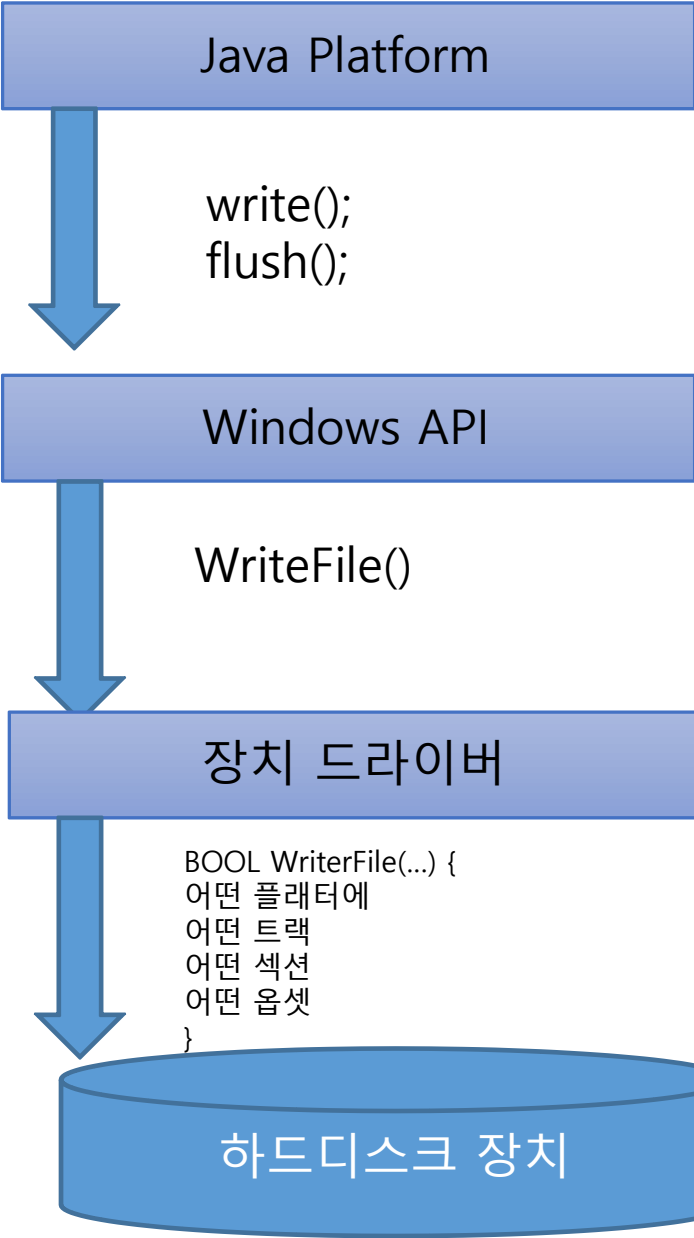 Java Platform
write();
flush();
Windows API
WriteFile()
장치 드라이버
BOOL WriterFile(...) {
어떤 플래터에
어떤 트랙
어떤 섹션
어떤 옵셋
}
하드디스크 장치